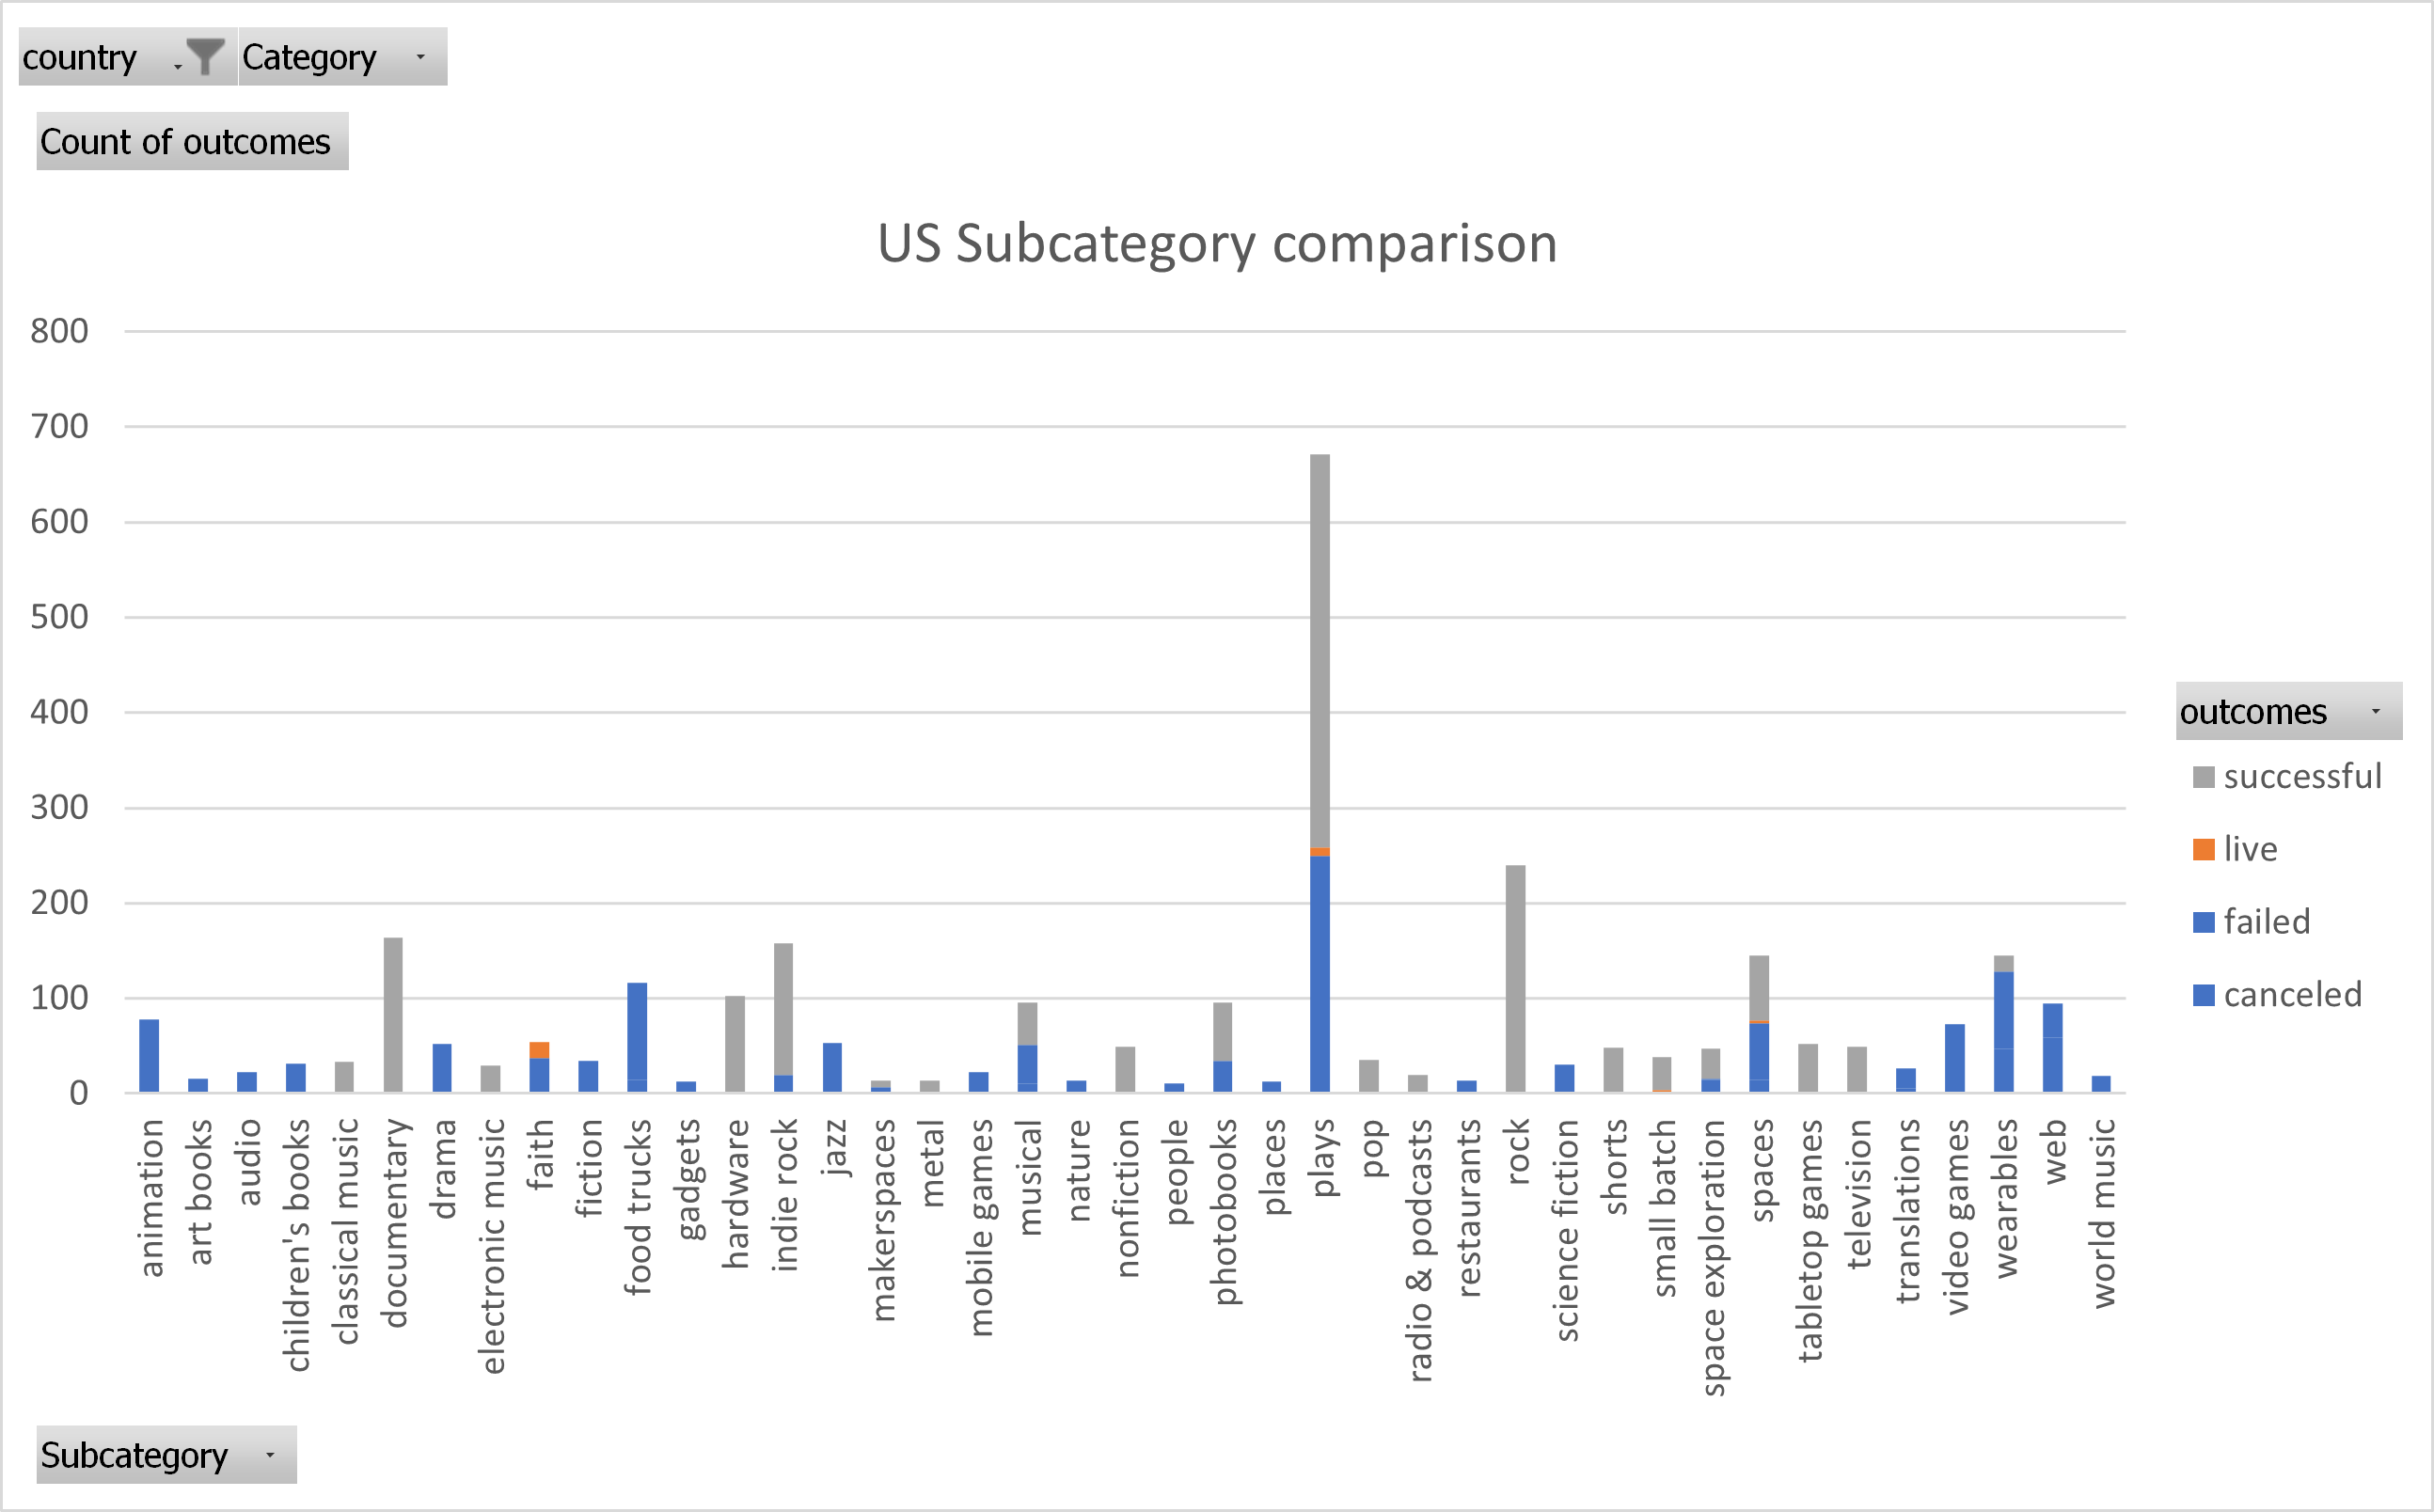 country Category
Count of outcomes
US Subcategory comparison
800
700
600
500
400
300
200
100
0
outcomes
successful
live
failed
canceled
animation
art books
audio
children's books
classical music
documentary
drama
electronic music
faith
fiction
food trucks
gadgets
hardware
indie rock
jazz
makerspaces
metal
mobile games
musical
nature
nonfiction
people
photobooks
places
plays
pop
radio & podcasts
restaurants
rock
science fiction
shorts
small batch
space exploration
spaces
tabletop games
television
translations
video games
wearables
web
world music
Subcategory